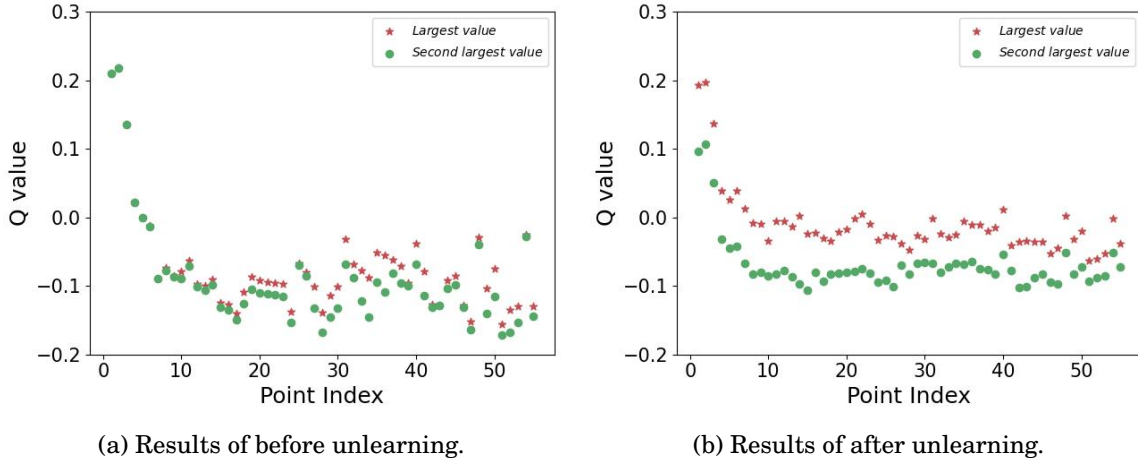 0.3
0.2
0.1
0.0
−0.1
−0.2
Q value
0
10
20
30
40
50
Point Index
Largest value
Second largest value
(a) Results of before unlearning.
0.3
0.2
0.1
0.0
−0.1
−0.2
Q value
0
10
20
30
40
50
Point Index
Largest value
Second largest value
(b) Results of after unlearning.